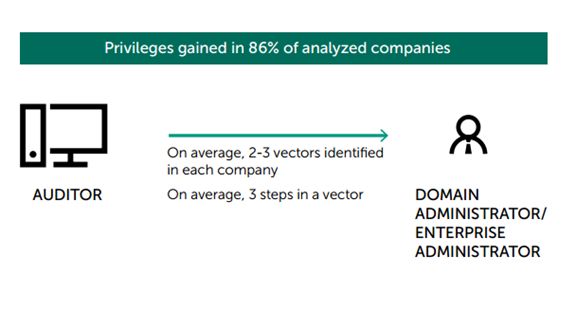 Privileges gained in 86% of analyzed companies
On average, 2-3 vectors identified
in each company
On average, 3 steps in a vector
AUDITOR
DOMAIN
ADMINISTRATOR/
ENTERPRISE
ADMINISTRATOR